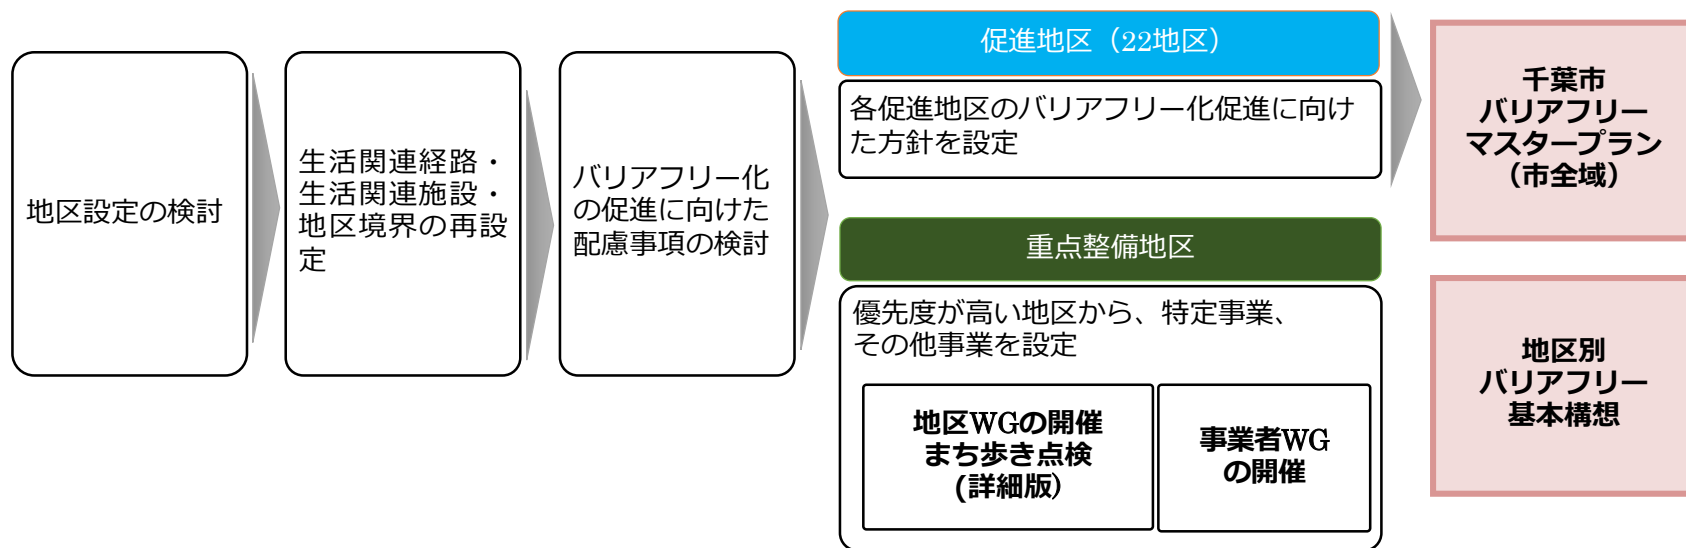 地区設定の検討
生活関連経路・
生活関連施設・
地区境界の再設
定
バリアフリー化
の促進に向けた
配慮事項の検討
促進地区（22地区）
各促進地区のバリアフリー化促進に向け
た方針を設定
重点整備地区
優先度が高い地区から、特定事業、
その他事業を設定
地区WGの開催
まち歩き点検
(詳細版）
事業者WG
の開催
千葉市
バリアフリー
マスタープラン
（市全域）
地区別
バリアフリー
基本構想